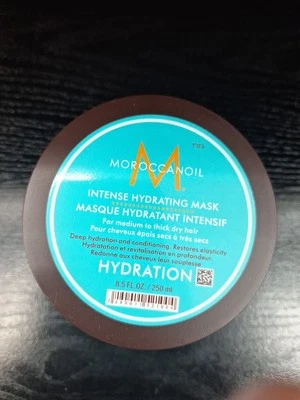 M
MOROCCANOIL
INTENSE HYDRATING MASK
MASQUE HYDRATANT INTENSIF
For medium to thick dry hair
Pour cheveux épais secs à très secs
Deep hydration and conditioning. Restores elasticity
Hydratation et revitalisation en profondeur.
Redonne aux cheveux leur souplesse
HYDRATION
8.5 FL.OZ. / 250 ml